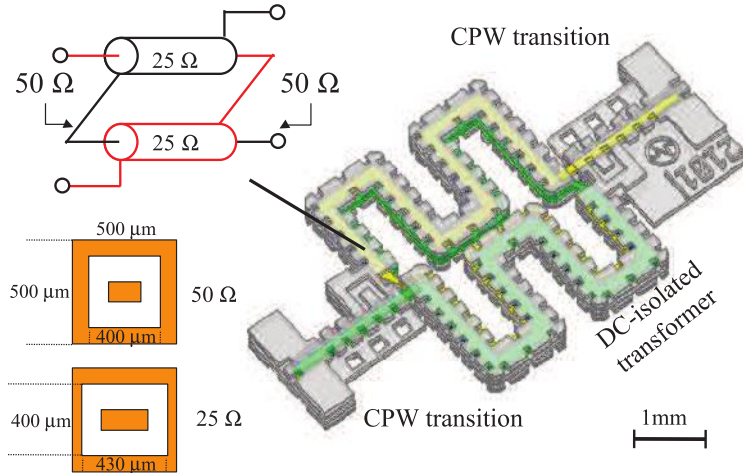 CPW transition
25 Ω
50 Ω
50 Ω
25 Ω
500 μm
500 μm
50 Ω
400 μm
DC-isolated
transformer
400 μm
25 Ω
430 μm
CPW transition
1mm